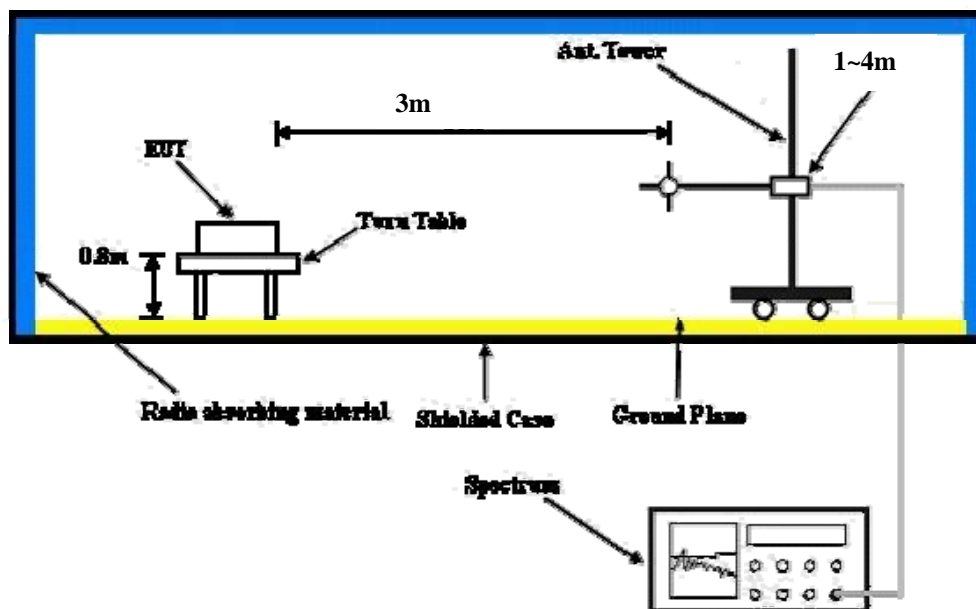 Ant. Tower
1~4m
3m
EUT
Turn Table
0.8m
Radio absorbing material
Shielded Case
Ground Plane
Spectrum